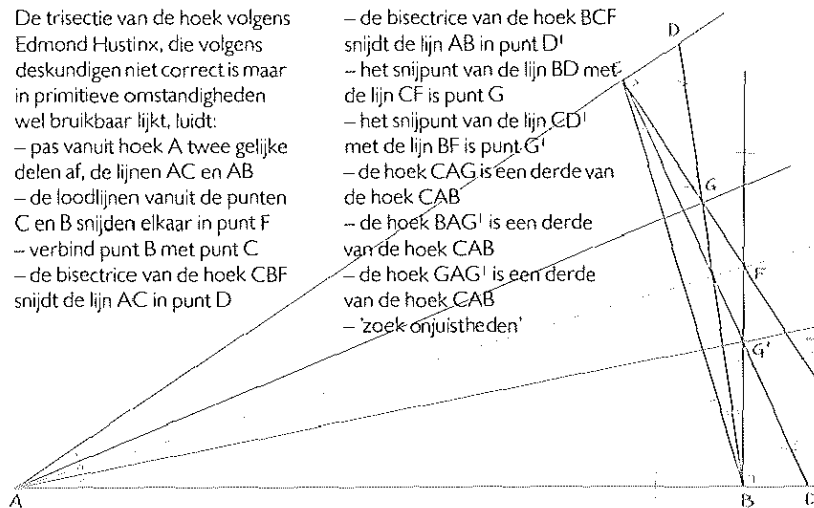 De trisectie van de hoek volgens
Edmond Hustinx, die volgens
deskundigen niet correct is maar
in primitieve omstandigheden
wel bruikbaar lijkt, luidt:
– pas vanuit hoek A twee gelijke
delen af, de lijnen AC en AB
– de loodlijnen vanuit de punten
C en B snijden elkaar in punt F
– verbind punt B met punt C
– de bisectrice van de hoek CBF
snijdt de lijn AC in punt D
– de bisectrice van de hoek BCF
snijdt de lijn AB in punt D'
– het snijpunt van de lijn BD met
de lijn CF is punt G
– het snijpunt van de lijn CD'
met de lijn BF is punt G'
– de hoek CAG is een derde van
de hoek CAB
– de hoek BAG' is een derde
van de hoek CAB
– de hoek GAG' is een derde
van de hoek CAB
– 'zoek onjuistheden'
D
C
G
F
G'
A
B